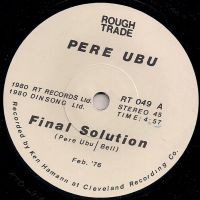 ROUGH
TRADE
PERE UBU
1980 RT RECORDS Ltd.
1980 DINSONG Ltd.
RT 049 A
STEREO 45
TIME: 4:57
Final Solution
(Pere Ubu/Bell)
Feb. '76
Recorded by Ken Hamann at Cleveland Recording Co.